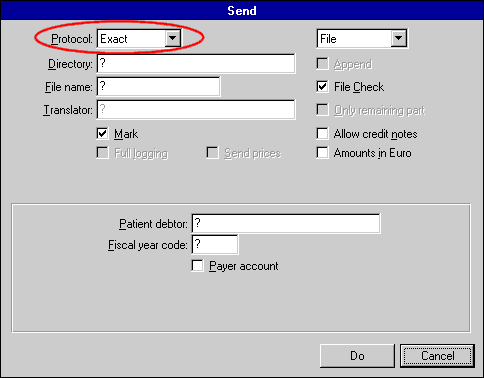 Send
Protocol: Exact File
Directory: ? Append
File name: ? File Check
Translator: ? Only remaining part
Mark Allow credit notes
Full logging Send prices Amounts in Euro
Patient debtor: ?
Fiscal year code: ?
Payer account
Do Cancel